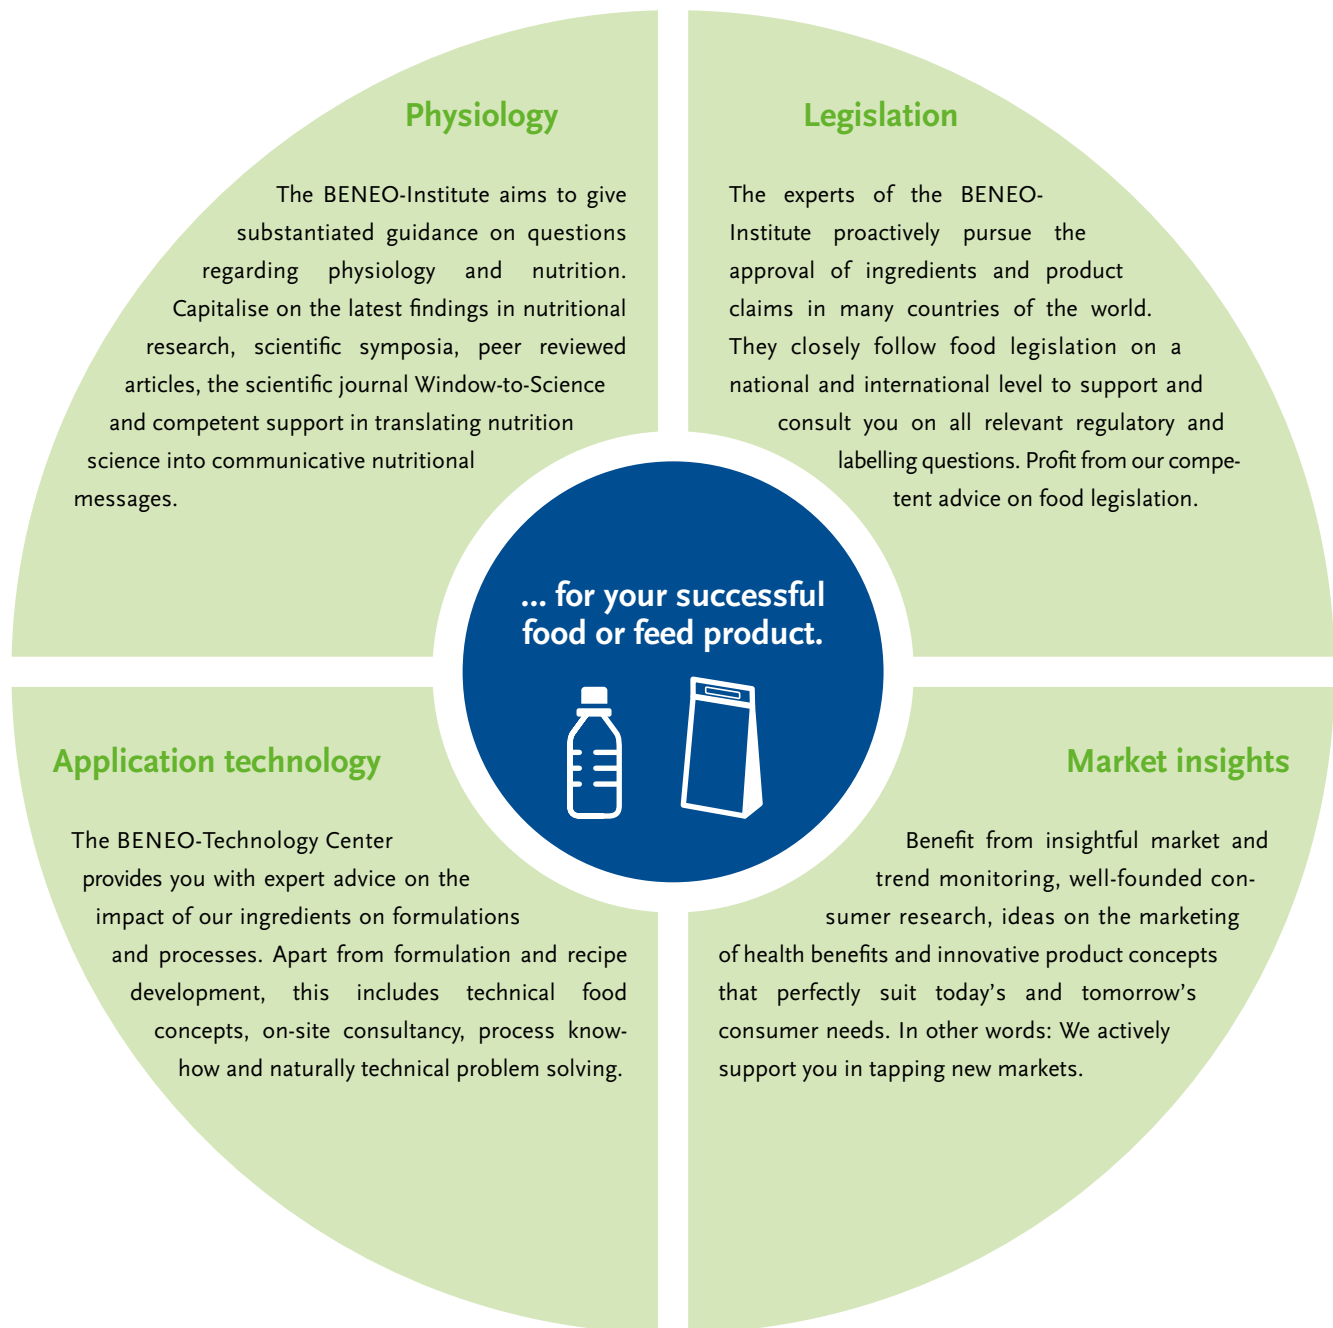 Physiology
The BENEO-Institute aims to give
substantiated guidance on questions
regarding physiology and nutrition.
Capitalise on the latest findings in nutritional
research, scientific symposia, peer reviewed
articles, the scientific journal Window-to-Science
and competent support in translating nutrition
science into communicative nutritional
messages.
Legislation
The experts of the BENEO-
Institute proactively pursue the
approval of ingredients and product
claims in many countries of the world.
They closely follow food legislation on a
national and international level to support and
consult you on all relevant regulatory and
labelling questions. Profit from our compe-
tent advice on food legislation.
... for your successful
food or feed product.
Application technology
The BENEO-Technology Center
provides you with expert advice on the
impact of our ingredients on formulations
and processes. Apart from formulation and recipe
development, this includes technical food
concepts, on-site consultancy, process know-
how and naturally technical problem solving.
Market insights
Benefit from insightful market and
trend monitoring, well-founded con-
sumer research, ideas on the marketing
of health benefits and innovative product concepts
that perfectly suit today's and tomorrow's
consumer needs. In other words: We actively
support you in tapping new markets.